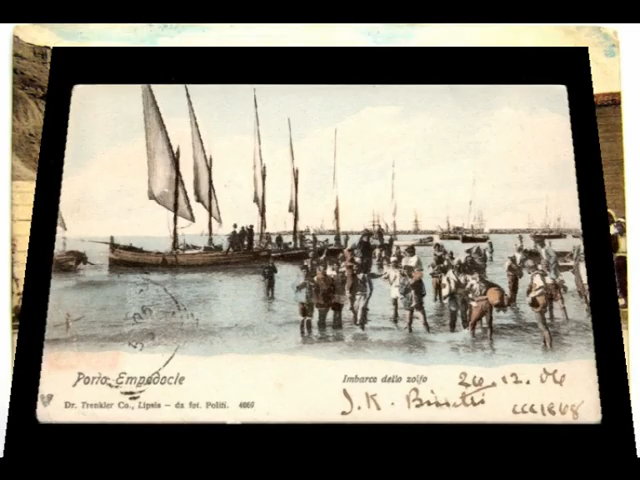 Porto Empedocle
Imbarco dello zolfo
26.12.06
Dr. Trenkler Co., Lipsia — da fot. Politi. 4669
J. K.